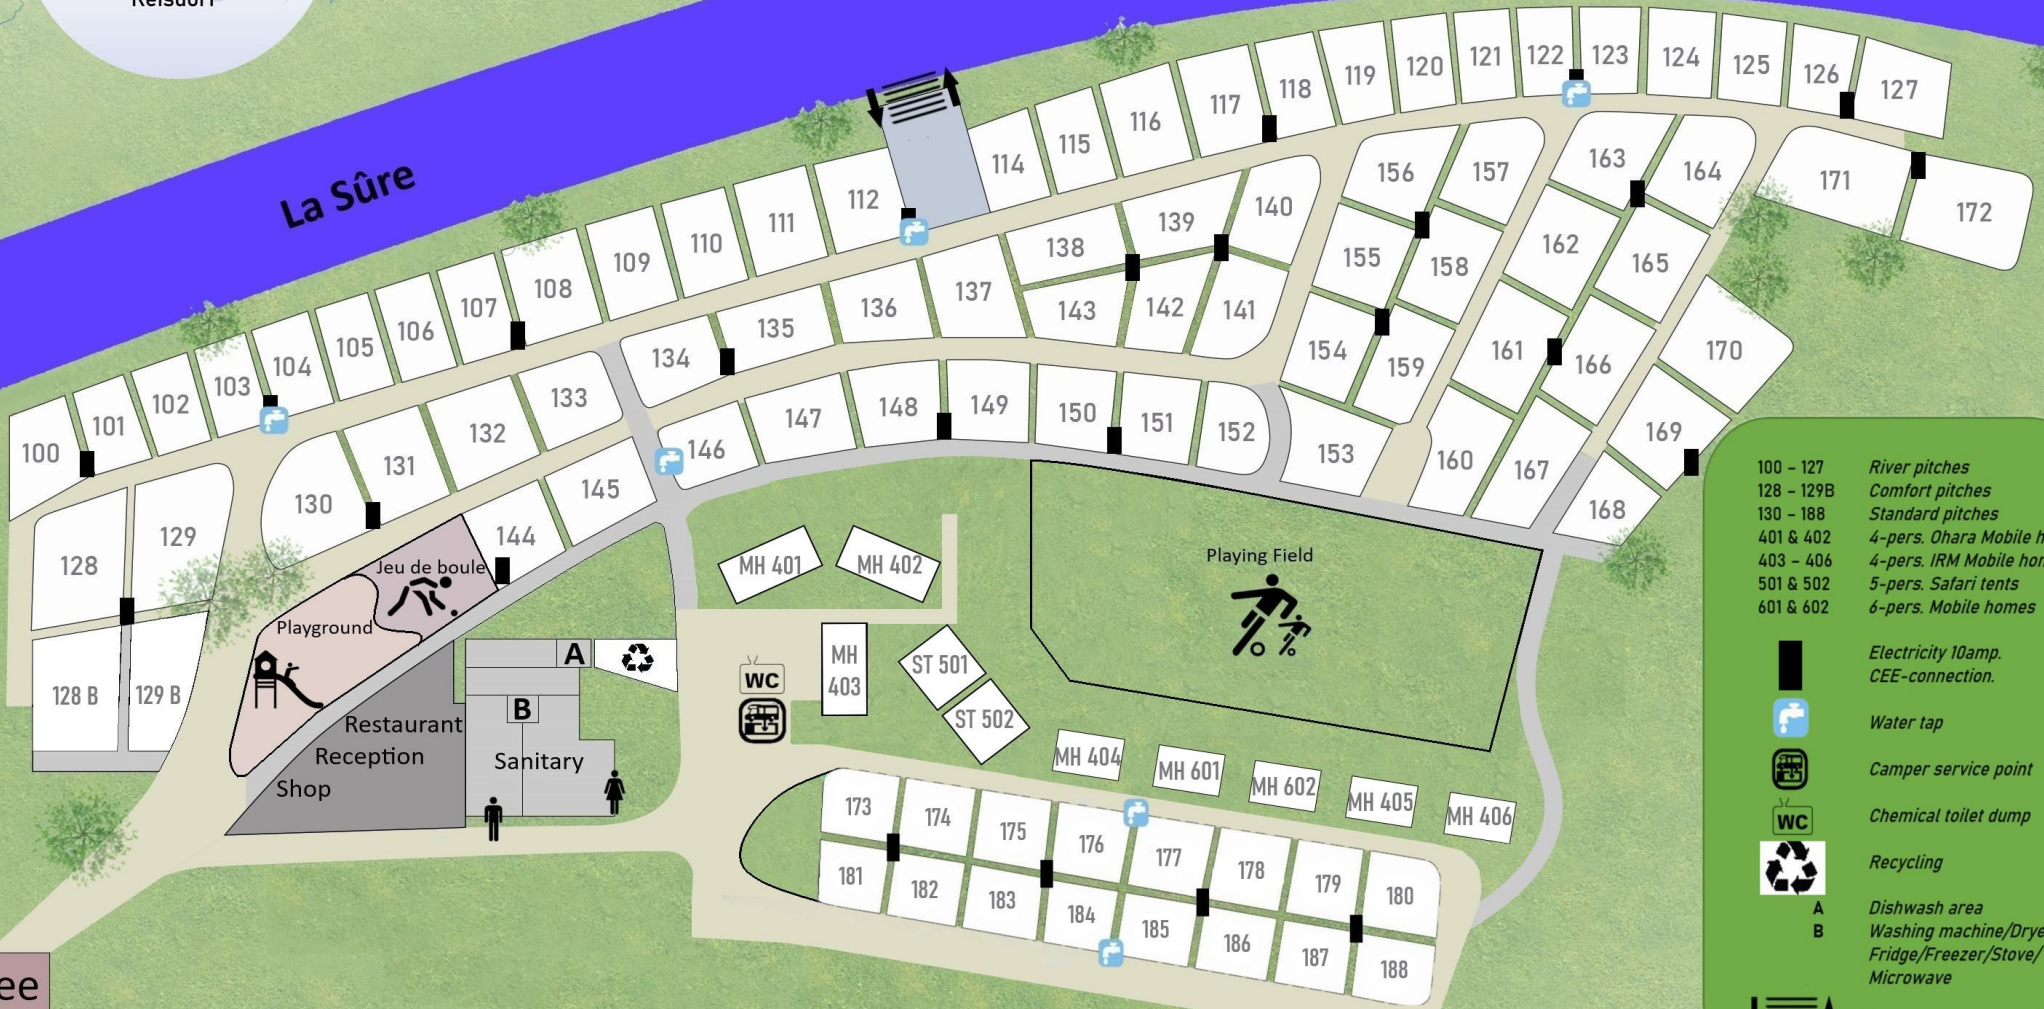 Reisdorf
La Sûre
100
101
102
103
104
105
106
107
108
109
110
111
112
114
115
116
117
118
119
120
121
122
123
124
125
126
127
128
129
128 B
129 B
130
131
132
133
134
135
136
137
138
139
140
141
142
143
144
145
146
147
148
149
150
151
152
153
154
155
156
157
158
159
160
161
162
163
164
165
166
167
168
169
170
171
172
Jeu de boule
Playground
Restaurant
Reception
Shop
A
B
Sanitary
WC
MH 401
MH 402
MH
403
ST 501
ST 502
MH 404
MH 601
MH 602
MH 405
MH 406
Playing Field
173
174
175
176
177
178
179
180
181
182
183
184
185
186
187
188
ee
100 - 127 River pitches
128 - 129B Comfort pitches
130 - 188 Standard pitches
401 & 402 4-pers. Ohara Mobile h
403 - 406 4-pers. IRM Mobile hom
501 & 502 5-pers. Safari tents
601 & 602 6-pers. Mobile homes
Electricity 10amp.
CEE-connection.
Water tap
Camper service point
WC Chemical toilet dump
Recycling
A Dishwash area
B Washing machine/Drye
Fridge/Freezer/Stove/
Microwave